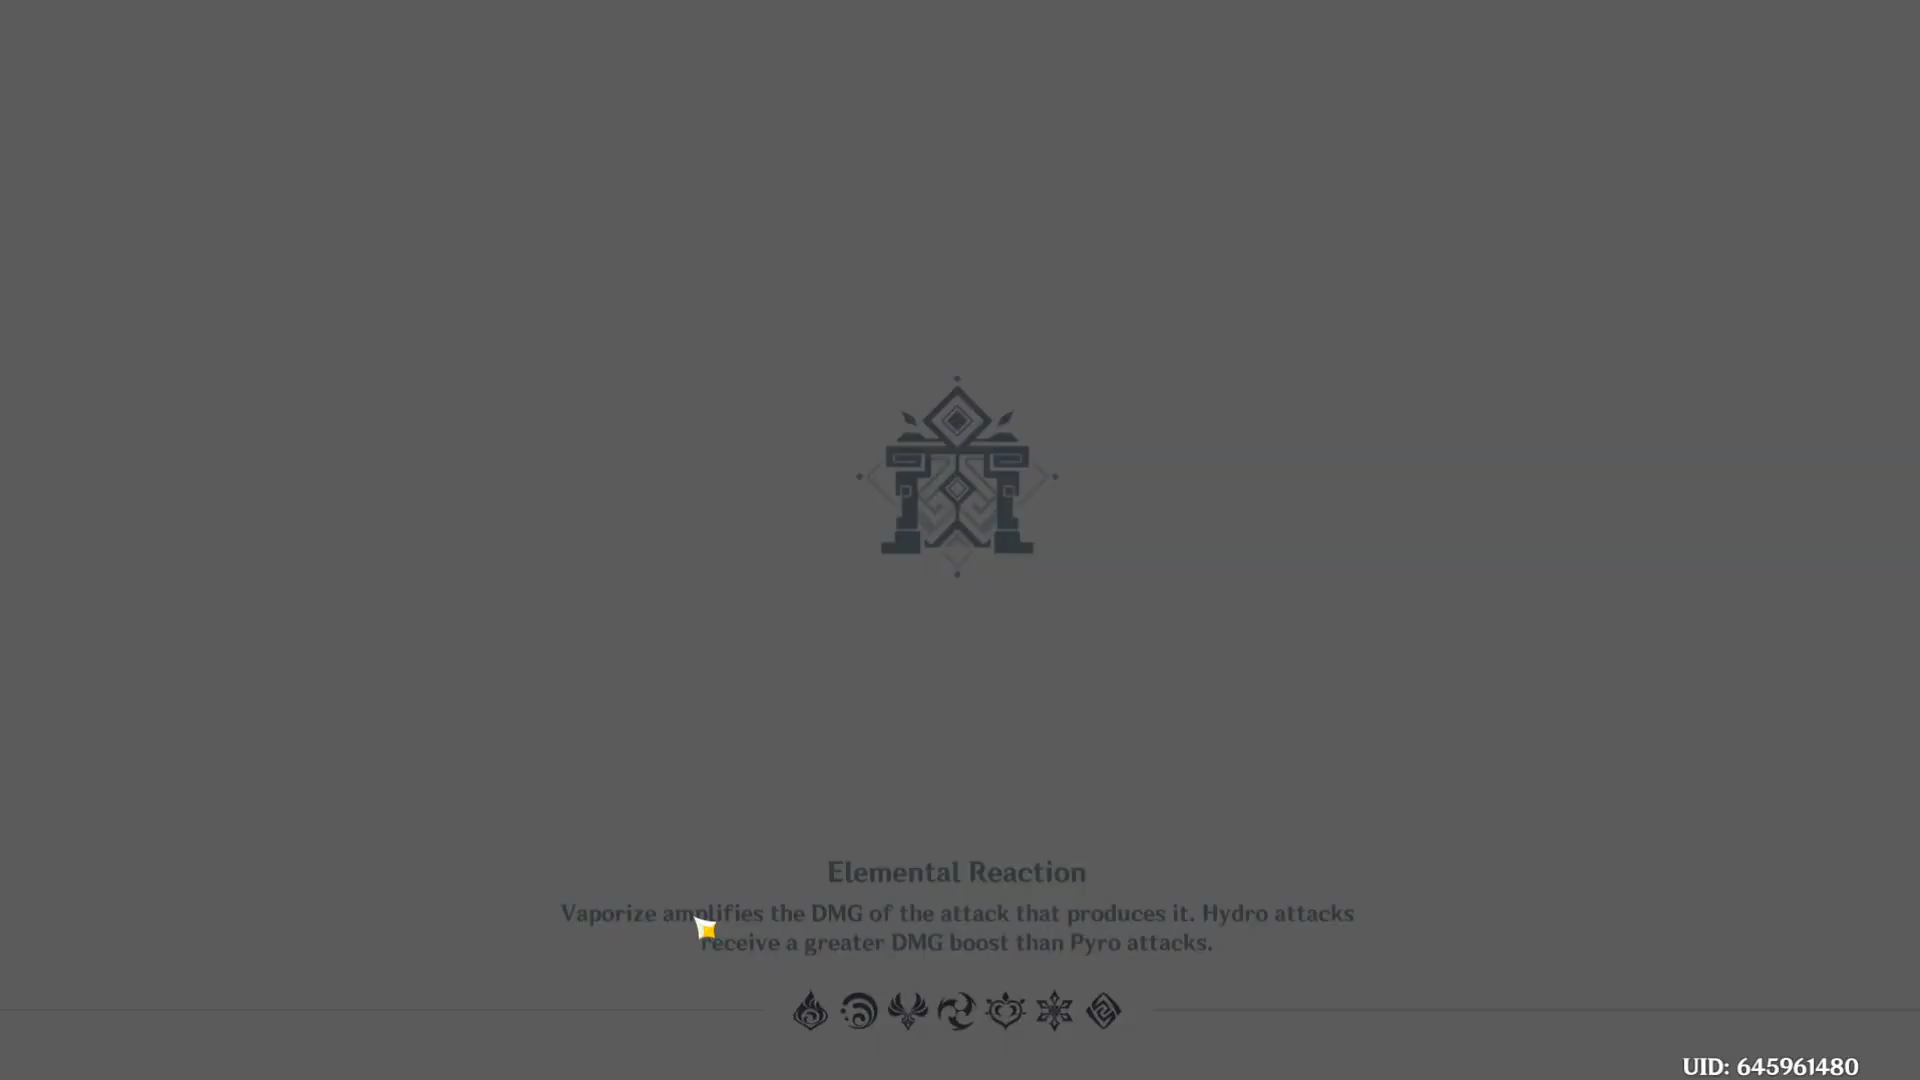 Elemental Reaction
Vaporize amplifies the DMG of the attack that produces it. Hydro attacks
receive a greater DMG boost than Pyro attacks.
UID: 645961480